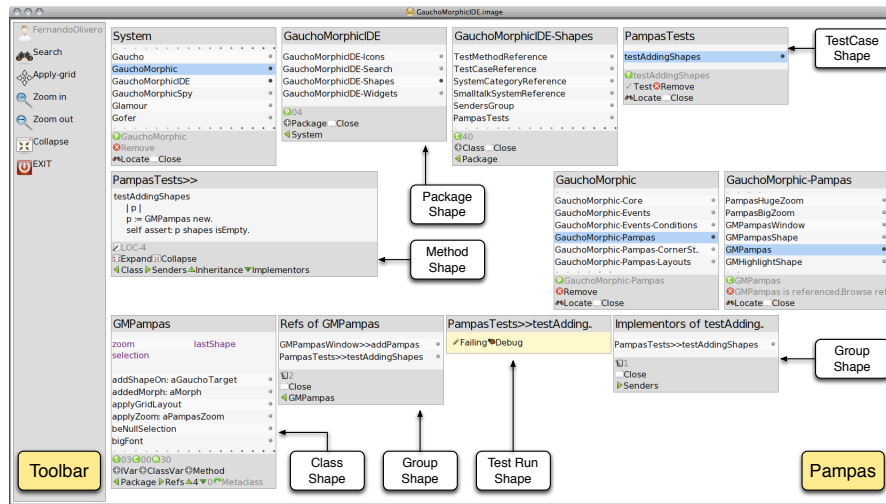 GauchoMorphicIDE.image
FernandoOlivero
Search
Apply-grid
Zoom in
Zoom out
Collapse
EXIT
Toolbar
System
Gaucho
GauchoMorphic
GauchoMorphicIDE
GauchoMorphicSpy
Glamour
Gofer
GauchoMorphic
Remove
Locate Close
GauchoMorphicIDE
GauchoMorphicIDE-Icons
GauchoMorphicIDE-Search
GauchoMorphicIDE-Shapes
GauchoMorphicIDE-Widgets
04
Package Close
System
GauchoMorphicIDE-Shapes
TestMethodReference
TestCaseReference
SystemCategoryReference
SmalltalkSystemReference
SendersGroup
PampasTests
40
Class Close
Package
PampasTests
testAddingShapes
testAddingShapes
Test Remove
Locate Close
TestCase
Shape
Package
Shape
PampasTests>>
testAddingShapes
| p |
p := GMPampas new.
self assert: p shapes isEmpty.
LOC-4
Expand Collapse
Class Senders Inheritance Implementors
Method
Shape
GauchoMorphic
GauchoMorphic-Core
GauchoMorphic-Events
GauchoMorphic-Events-Conditions
GauchoMorphic-Pampas
GauchoMorphic-Pampas-CornerSt..
GauchoMorphic-Pampas-Layouts
GauchoMorphic-Pampas
Remove
Locate Close
GauchoMorphic-Pampas
PampasHugeZoom
PampasBigZoom
GMPampasWindow
GMPampasShape
GMPampas
GMHighlightShape
GMPampas
GMPampas is referenced.Browse ref
Locate Close
GMPampas
zoom lastShape
selection
addShapeOn: aGauchoTarget
addedMorph: aMorph
applyGridLayout
applyZoom: aPampasZoom
beNullSelection
bigFont
03 00 30
IVar ClassVar Method
Package Refs 4 0 Metaclass
Refs of GMPampas
GMPampasWindow>>addPampas
PampasTests>>testAddingShapes
2
Close
GMPampas
PampasTests>>testAdding..
Failing Debug
Implementors of testAdding..
PampasTests>>testAddingShapes
1
Close
Senders
Group
Shape
Class
Shape
Group
Shape
Test Run
Shape
Pampas